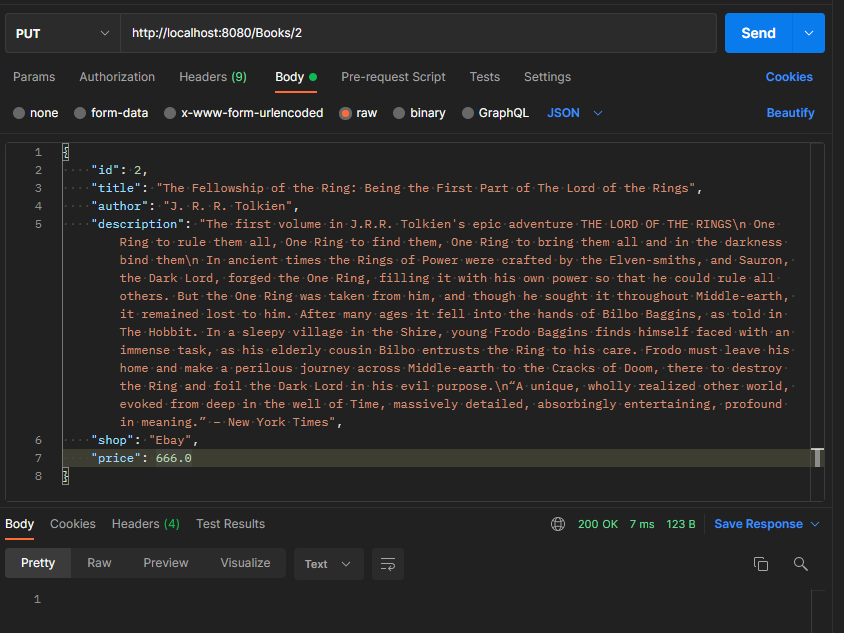 PUT http://localhost:8080/Books/2 Send
Params Authorization Headers (9) Body Pre-request Script Tests Settings Cookies
none form-data x-www-form-urlencoded raw binary GraphQL JSON Beautify
1 {
2 "id": 2,
3 "title": "The Fellowship of the Ring: Being the First Part of The Lord of the Rings",
4 "author": "J. R. R. Tolkien",
5 "description": "The first volume in J.R.R. Tolkien's epic adventure THE LORD OF THE RINGS\n One
Ring to rule them all, One Ring to find them, One Ring to bring them all and in the darkness
bind them\n In ancient times the Rings of Power were crafted by the Elven-smiths, and Sauron,
the Dark Lord, forged the One Ring, filling it with his own power so that he could rule all
others. But the One Ring was taken from him, and though he sought it throughout Middle-earth,
it remained lost to him. After many ages it fell into the hands of Bilbo Baggins, as told in
The Hobbit. In a sleepy village in the Shire, young Frodo Baggins finds himself faced with an
immense task, as his elderly cousin Bilbo entrusts the Ring to his care. Frodo must leave his
home and make a perilous journey across Middle-earth to the Cracks of Doom, there to destroy
the Ring and foil the Dark Lord in his evil purpose.\n“A unique, wholly realized other world,
evoked from deep in the well of Time, massively detailed, absorbingly entertaining, profound
in meaning.” – New York Times",
6 "shop": "Ebay",
7 "price": 666.0
8 }
Body Cookies Headers (4) Test Results 200 OK 7 ms 123 B Save Response
Pretty Raw Preview Visualize Text
1